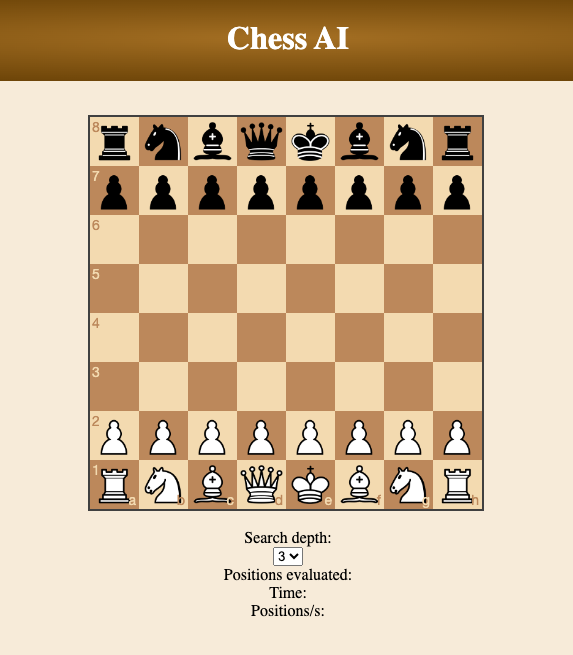 Chess AI
8
7
6
5
4
3
2
1
a b c d e f g h
Search depth:
3
Positions evaluated:
Time:
Positions/s: